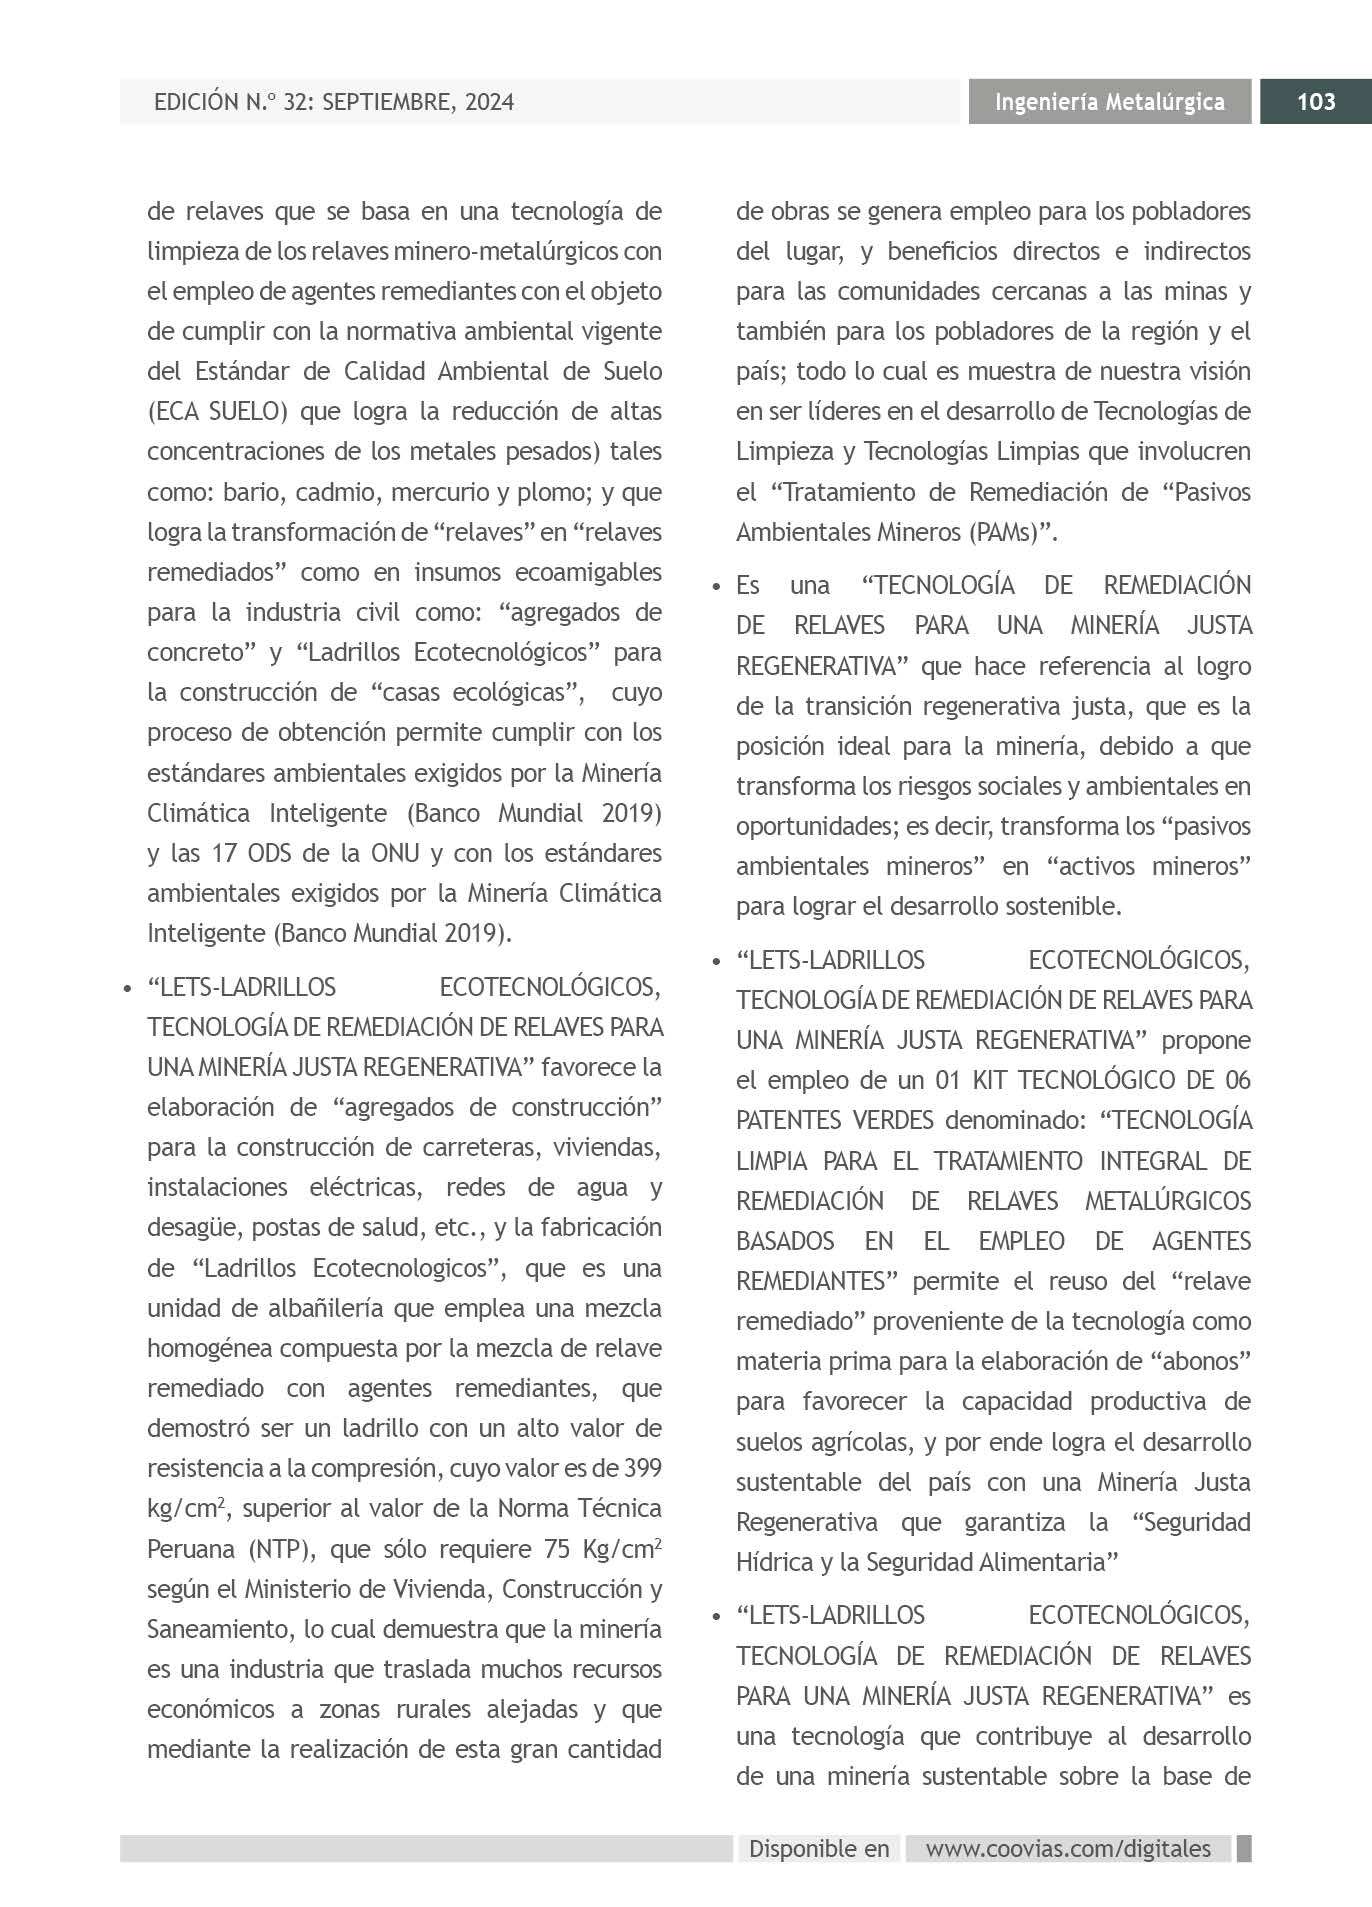 EDICIÓN N.º 32: SEPTIEMBRE, 2024
Ingeniería Metalúrgica
103
de relaves que se basa en una tecnología de
limpieza de los relaves minero-metalúrgicos con
el empleo de agentes remediantes con el objeto
de cumplir con la normativa ambiental vigente
del Estándar de Calidad Ambiental de Suelo
(ECA SUELO) que logra la reducción de altas
concentraciones de los metales pesados) tales
como: bario, cadmio, mercurio y plomo; y que
logra la transformación de “relaves” en “relaves
remediados” como en insumos ecoamigables
para la industria civil como: “agregados de
concreto” y “Ladrillos Ecotecnológicos” para
la construcción de “casas ecológicas”, cuyo
proceso de obtención permite cumplir con los
estándares ambientales exigidos por la Minería
Climática Inteligente (Banco Mundial 2019)
y las 17 ODS de la ONU y con los estándares
ambientales exigidos por la Minería Climática
Inteligente (Banco Mundial 2019).
• “LETS-LADRILLOS ECOTECNOLÓGICOS,
TECNOLOGÍA DE REMEDIACIÓN DE RELAVES PARA
UNA MINERÍA JUSTA REGENERATIVA” favorece la
elaboración de “agregados de construcción”
para la construcción de carreteras, viviendas,
instalaciones eléctricas, redes de agua y
desagüe, postas de salud, etc., y la fabricación
de “Ladrillos Ecotecnologicos”, que es una
unidad de albañilería que emplea una mezcla
homogénea compuesta por la mezcla de relave
remediado con agentes remediantes, que
demostró ser un ladrillo con un alto valor de
resistencia a la compresión, cuyo valor es de 399
kg/cm², superior al valor de la Norma Técnica
Peruana (NTP), que sólo requiere 75 Kg/cm²
según el Ministerio de Vivienda, Construcción y
Saneamiento, lo cual demuestra que la minería
es una industria que traslada muchos recursos
económicos a zonas rurales alejadas y que
mediante la realización de esta gran cantidad
de obras se genera empleo para los pobladores
del lugar, y beneficios directos e indirectos
para las comunidades cercanas a las minas y
también para los pobladores de la región y el
país; todo lo cual es muestra de nuestra visión
en ser líderes en el desarrollo de Tecnologías de
Limpieza y Tecnologías Limpias que involucren
el “Tratamiento de Remediación de “Pasivos
Ambientales Mineros (PAMs)”.
• Es una “TECNOLOGÍA DE REMEDIACIÓN
DE RELAVES PARA UNA MINERÍA JUSTA
REGENERATIVA” que hace referencia al logro
de la transición regenerativa justa, que es la
posición ideal para la minería, debido a que
transforma los riesgos sociales y ambientales en
oportunidades; es decir, transforma los “pasivos
ambientales mineros” en “activos mineros”
para lograr el desarrollo sostenible.
• “LETS-LADRILLOS ECOTECNOLÓGICOS,
TECNOLOGÍA DE REMEDIACIÓN DE RELAVES PARA
UNA MINERÍA JUSTA REGENERATIVA” propone
el empleo de un 01 KIT TECNOLÓGICO DE 06
PATENTES VERDES denominado: “TECNOLOGÍA
LIMPIA PARA EL TRATAMIENTO INTEGRAL DE
REMEDIACIÓN DE RELAVES METALÚRGICOS
BASADOS EN EL EMPLEO DE AGENTES
REMEDIANTES” permite el reuso del “relave
remediado” proveniente de la tecnología como
materia prima para la elaboración de “abonos”
para favorecer la capacidad productiva de
suelos agrícolas, y por ende logra el desarrollo
sustentable del país con una Minería Justa
Regenerativa que garantiza la “Seguridad
Hídrica y la Seguridad Alimentaria”
• “LETS-LADRILLOS ECOTECNOLÓGICOS,
TECNOLOGÍA DE REMEDIACIÓN DE RELAVES
PARA UNA MINERÍA JUSTA REGENERATIVA” es
una tecnología que contribuye al desarrollo
de una minería sustentable sobre la base de
Disponible en
www.coovias.com/digitales